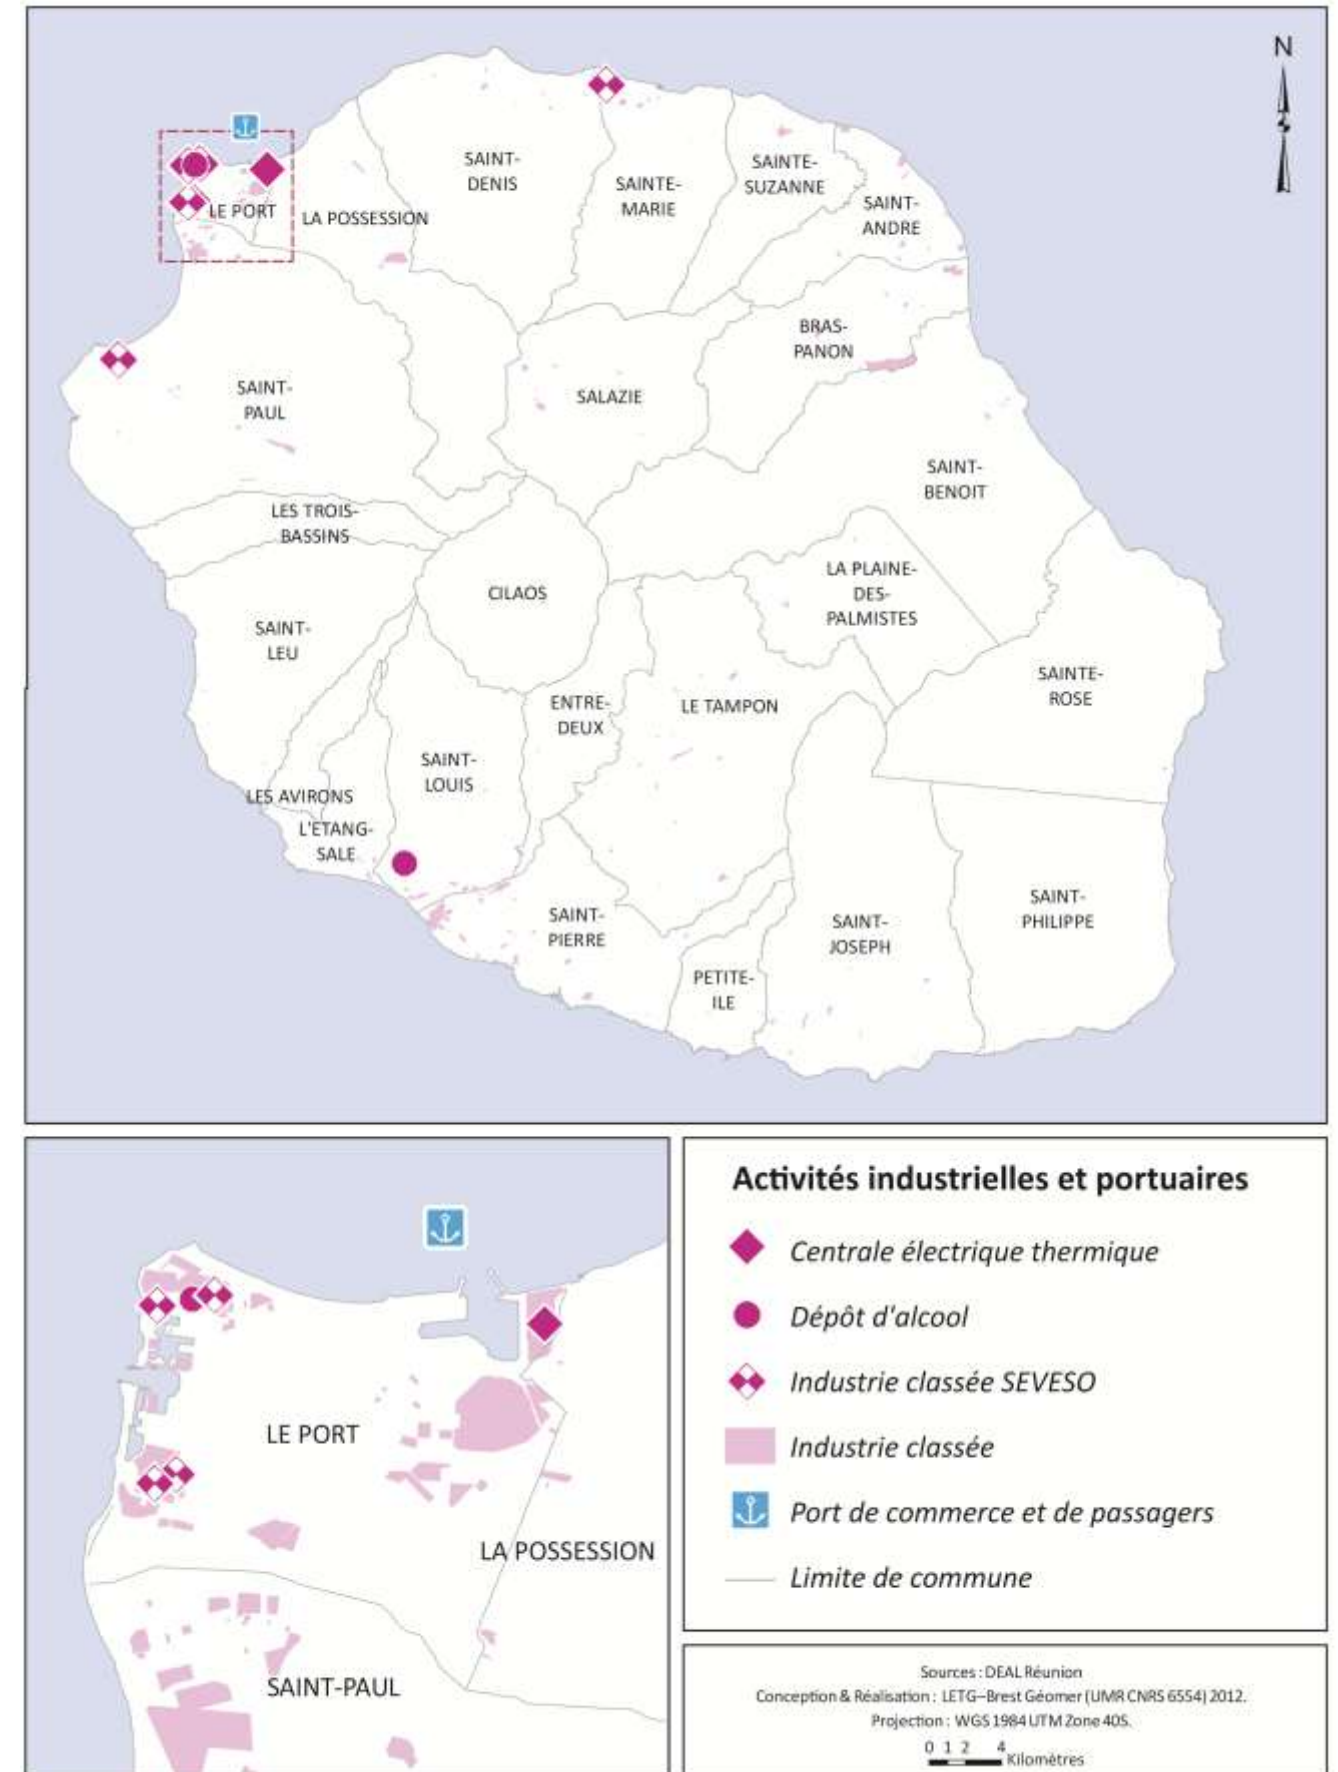 N
SAINT-
DENIS
SAINTE-
MARIE
SAINTE-
SUZANNE
SAINT-
ANDRE
LE PORT
LA POSSESSION
BRAS-
PANON
SAINT-
PAUL
SALAZIE
SAINT-
BENOIT
LES TROIS-
BASSINS
CILAOS
LA PLAINE-
DES-
PALMISTES
SAINT-
LEU
SAINTE-
ROSE
ENTRE-
DEUX
LE TAMPON
SAINT-
LOUIS
LES AVIRONS
L'ETANG-
SALE
SAINT-
PIERRE
SAINT-
JOSEPH
SAINT-
PHILIPPE
PETITE-
ILE
LE PORT
LA POSSESSION
SAINT-PAUL
Activités industrielles et portuaires
Centrale électrique thermique
Dépôt d'alcool
Industrie classée SEVESO
Industrie classée
Port de commerce et de passagers
Limite de commune
Sources : DEAL Réunion
Conception & Réalisation : LETG–Brest Géomer (UMR CNRS 6554) 2012.
Projection : WGS 1984 UTM Zone 40S.
0 1 2 4
Kilomètres